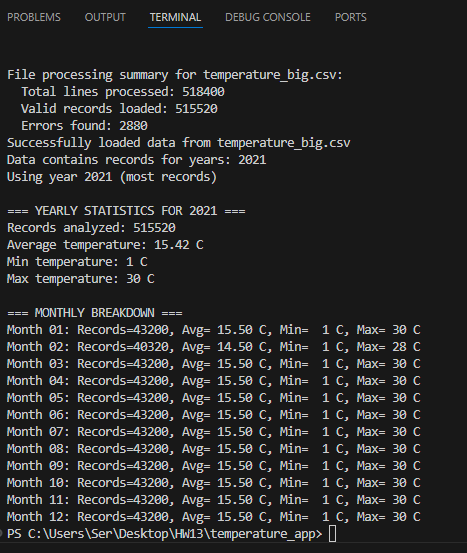 PROBLEMS OUTPUT TERMINAL DEBUG CONSOLE PORTS
File processing summary for temperature_big.csv:
  Total lines processed: 518400
  Valid records loaded: 515520
  Errors found: 2880
Successfully loaded data from temperature_big.csv
Data contains records for years: 2021
Using year 2021 (most records)
=== YEARLY STATISTICS FOR 2021 ===
Records analyzed: 515520
Average temperature: 15.42 C
Min temperature: 1 C
Max temperature: 30 C
=== MONTHLY BREAKDOWN ===
Month 01: Records=43200, Avg= 15.50 C, Min=  1 C, Max= 30 C
Month 02: Records=40320, Avg= 14.50 C, Min=  1 C, Max= 28 C
Month 03: Records=43200, Avg= 15.50 C, Min=  1 C, Max= 30 C
Month 04: Records=43200, Avg= 15.50 C, Min=  1 C, Max= 30 C
Month 05: Records=43200, Avg= 15.50 C, Min=  1 C, Max= 30 C
Month 06: Records=43200, Avg= 15.50 C, Min=  1 C, Max= 30 C
Month 07: Records=43200, Avg= 15.50 C, Min=  1 C, Max= 30 C
Month 08: Records=43200, Avg= 15.50 C, Min=  1 C, Max= 30 C
Month 09: Records=43200, Avg= 15.50 C, Min=  1 C, Max= 30 C
Month 10: Records=43200, Avg= 15.50 C, Min=  1 C, Max= 30 C
Month 11: Records=43200, Avg= 15.50 C, Min=  1 C, Max= 30 C
Month 12: Records=43200, Avg= 15.50 C, Min=  1 C, Max= 30 C
PS C:\Users\Ser\Desktop\HW13\temperature_app>